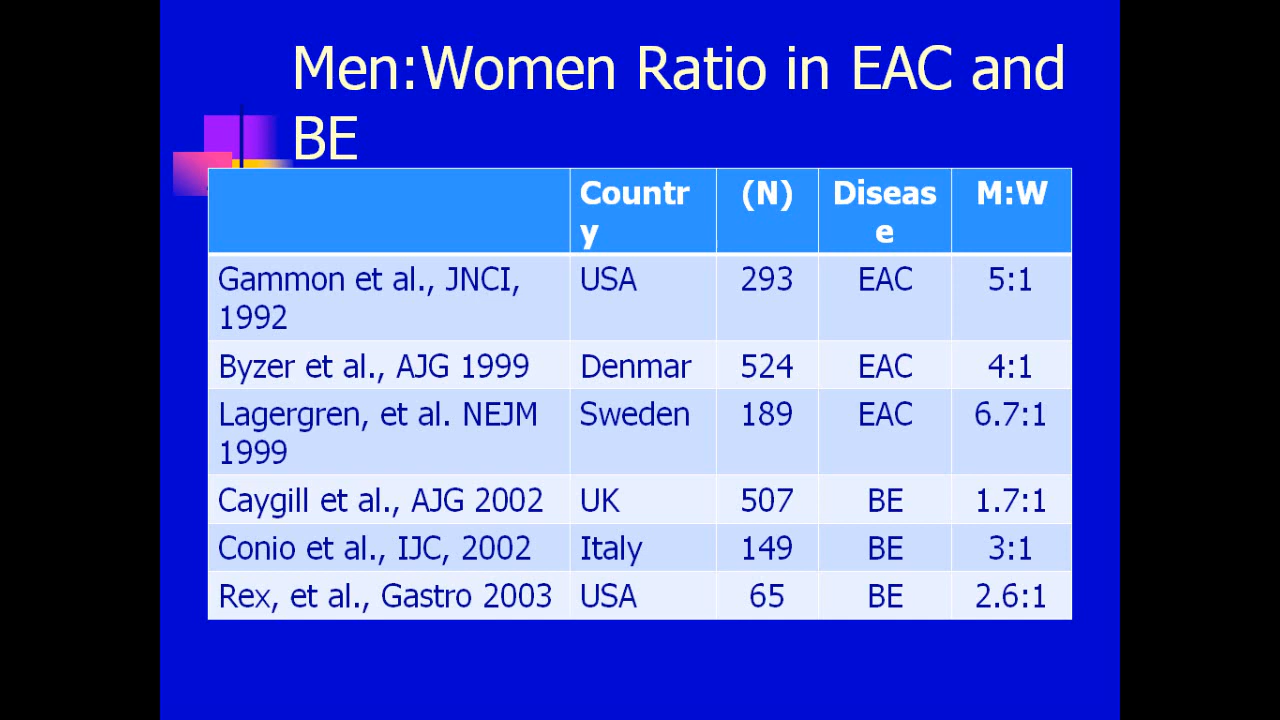 Men:Women Ratio in EAC and
BE
Countr
y (N) Diseas
e M:W
Gammon et al., JNCI,
1992 USA 293 EAC 5:1
Byzer et al., AJG 1999 Denmar 524 EAC 4:1
Lagergren, et al. NEJM
1999 Sweden 189 EAC 6.7:1
Caygill et al., AJG 2002 UK 507 BE 1.7:1
Conio et al., IJC, 2002 Italy 149 BE 3:1
Rex, et al., Gastro 2003 USA 65 BE 2.6:1